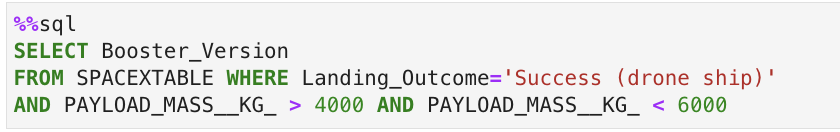 %%sql
SELECT Booster_Version
FROM SPACEXTABLE WHERE Landing_Outcome='Success (drone ship)'
AND PAYLOAD_MASS__KG_ > 4000 AND PAYLOAD_MASS__KG_ < 6000